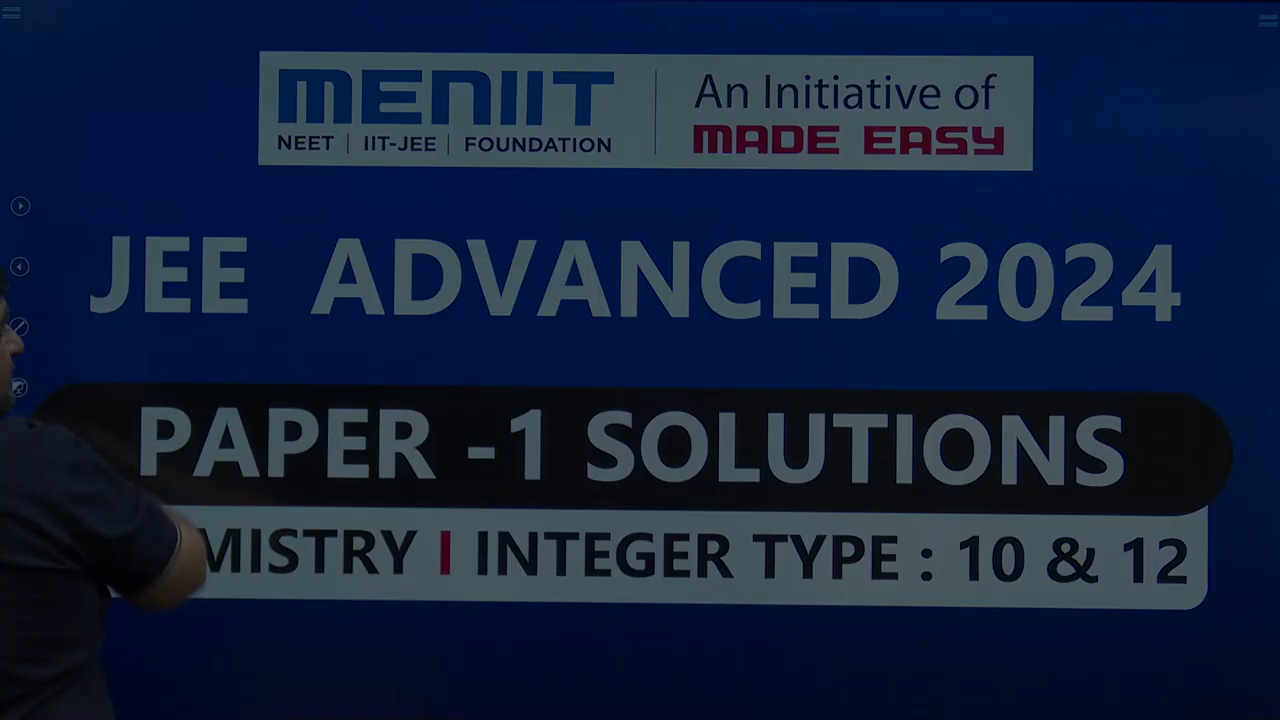 MENIIT
NEET | IIT-JEE | FOUNDATION
An Initiative of
MADE EASY
JEE ADVANCED 2024
PAPER -1 SOLUTIONS
MISTRY | INTEGER TYPE : 10 & 12